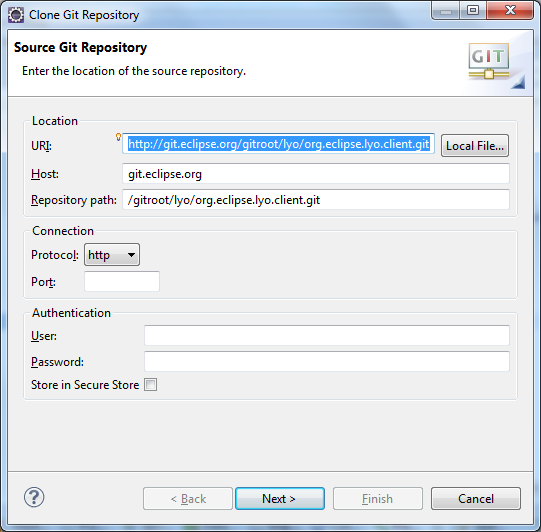 Clone Git Repository
Source Git Repository
Enter the location of the source repository.
GIT
Location
URI: http://git.eclipse.org/gitroot/lyo/org.eclipse.lyo.client.git Local File...
Host: git.eclipse.org
Repository path: /gitroot/lyo/org.eclipse.lyo.client.git
Connection
Protocol: http
Port:
Authentication
User:
Password:
Store in Secure Store
? < Back Next > Finish Cancel